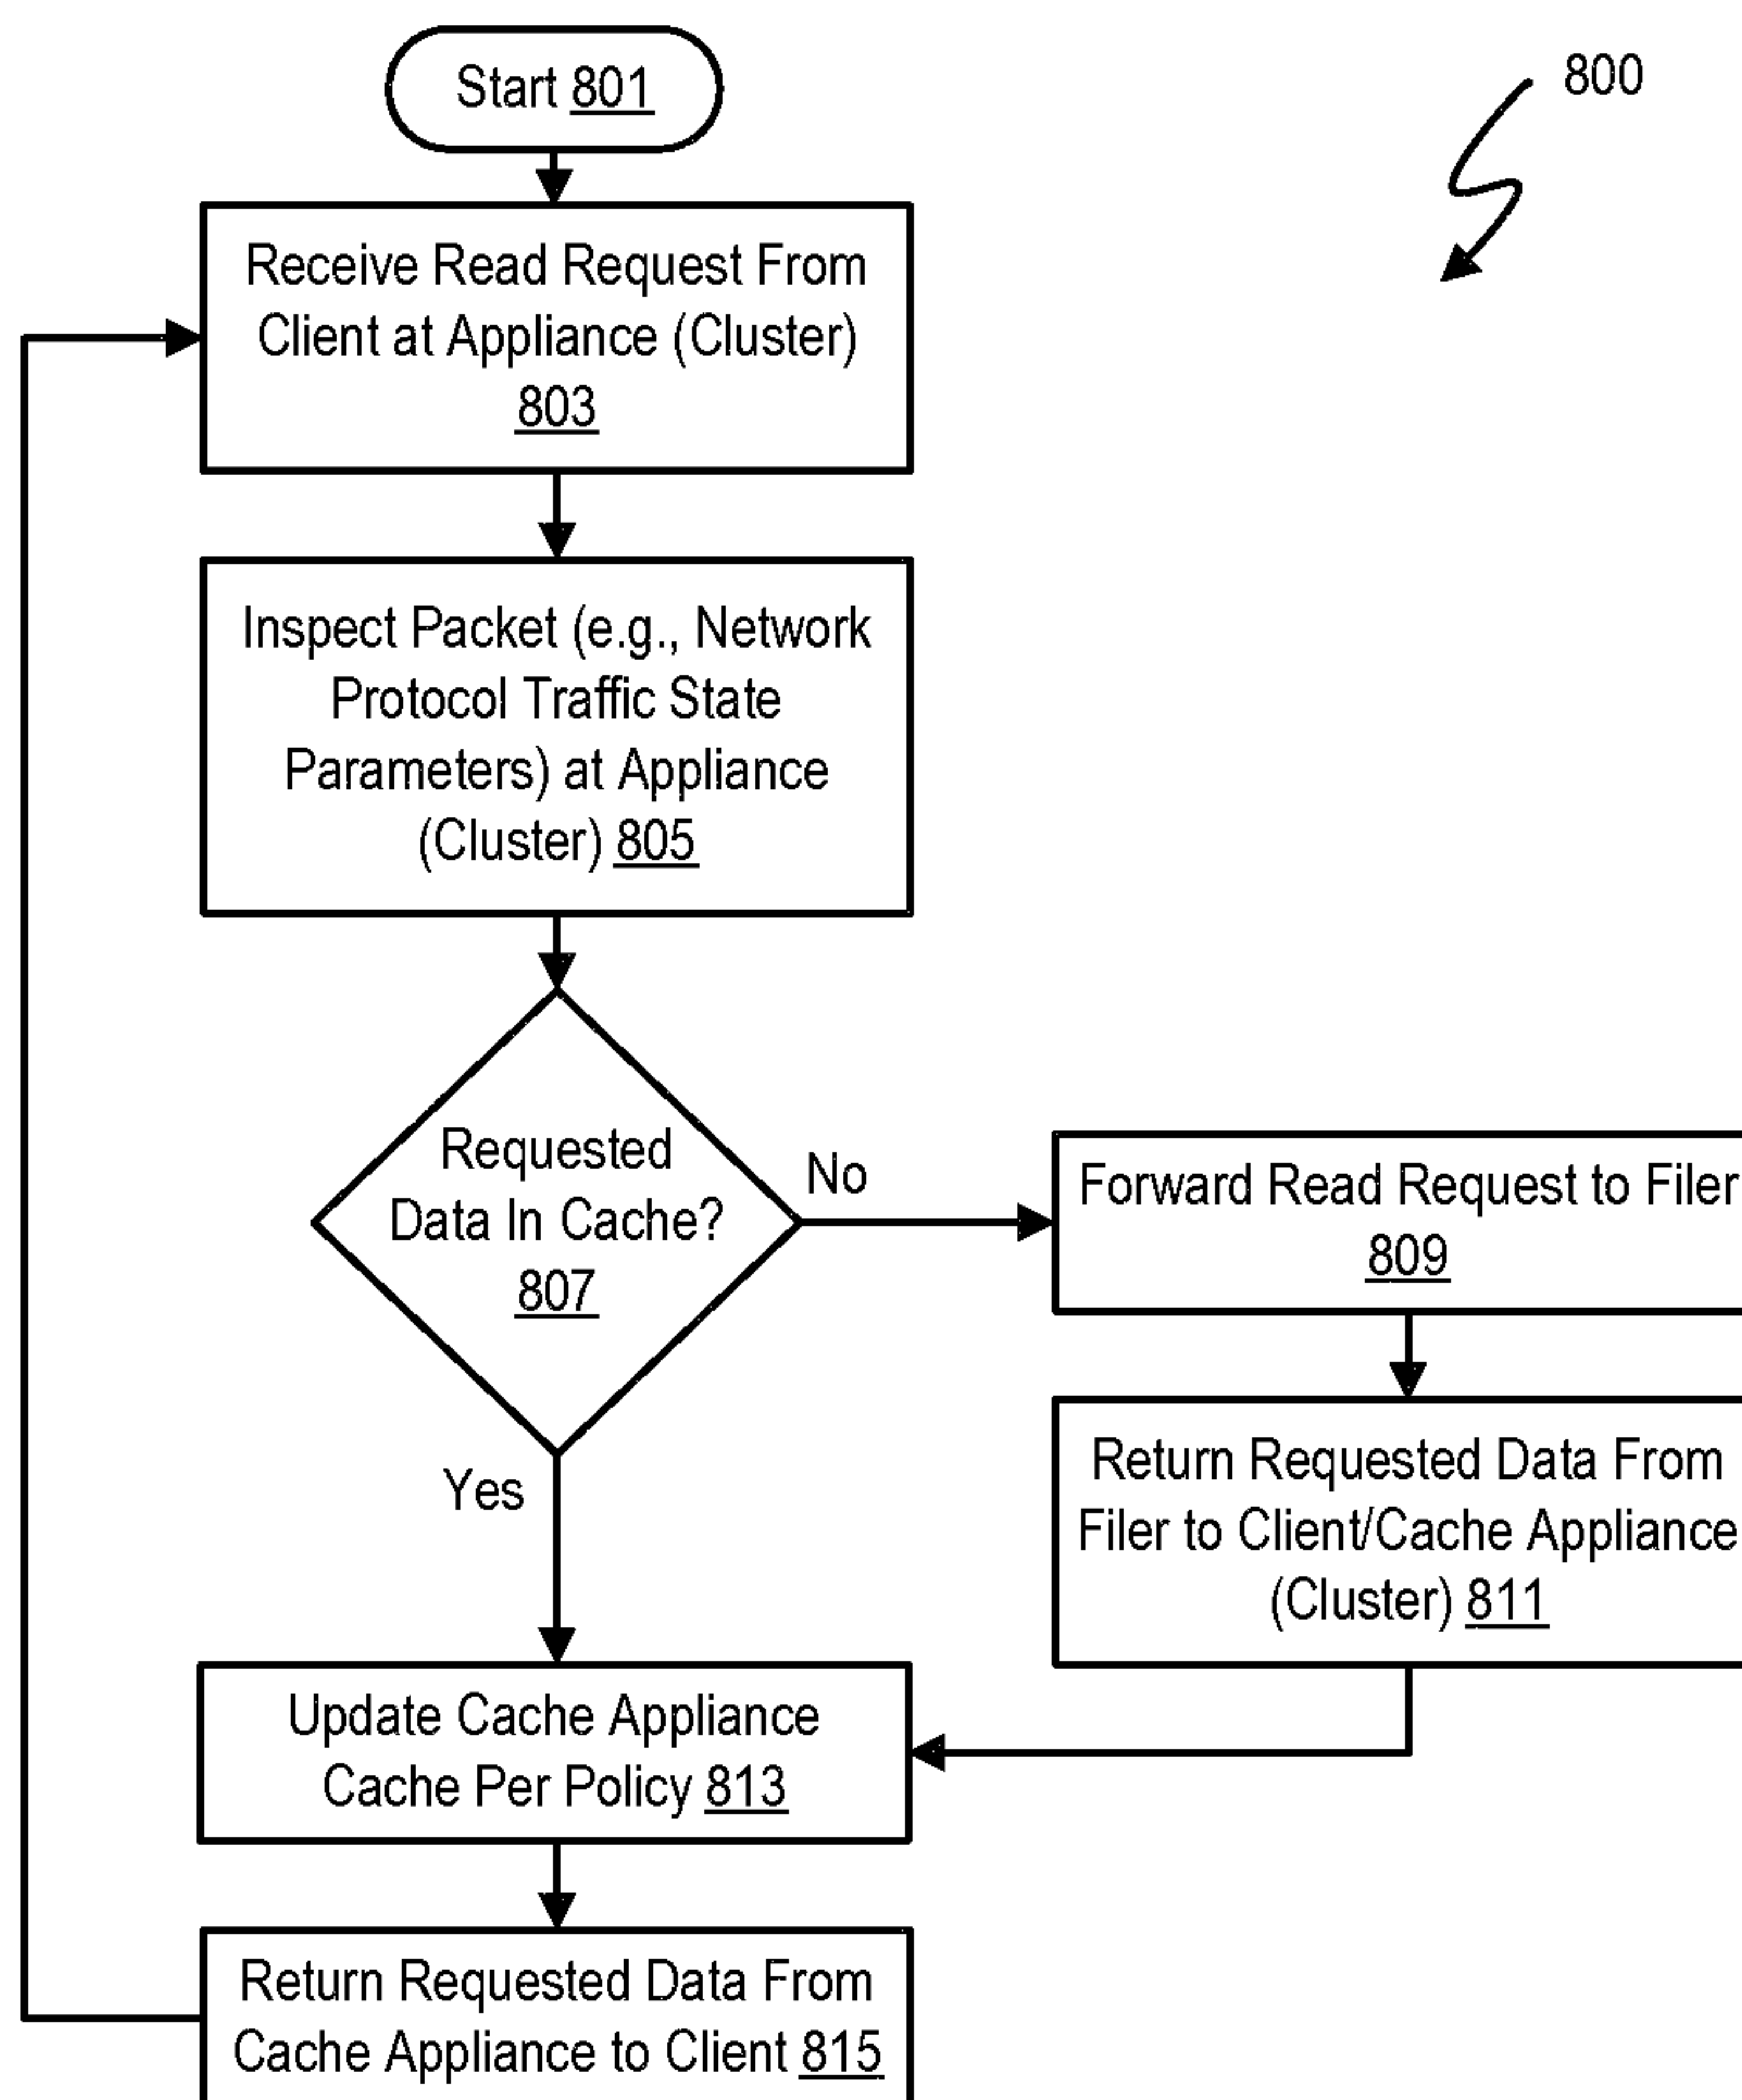 Start 801
800
Receive Read Request From
Client at Appliance (Cluster)
803
Inspect Packet (e.g., Network
Protocol Traffic State
Parameters) at Appliance
(Cluster) 805
Requested
Data In Cache?
807
No
Forward Read Request to Filer
809
Return Requested Data From
Filer to Client/Cache Appliance
(Cluster) 811
Yes
Update Cache Appliance
Cache Per Policy 813
Return Requested Data From
Cache Appliance to Client 815